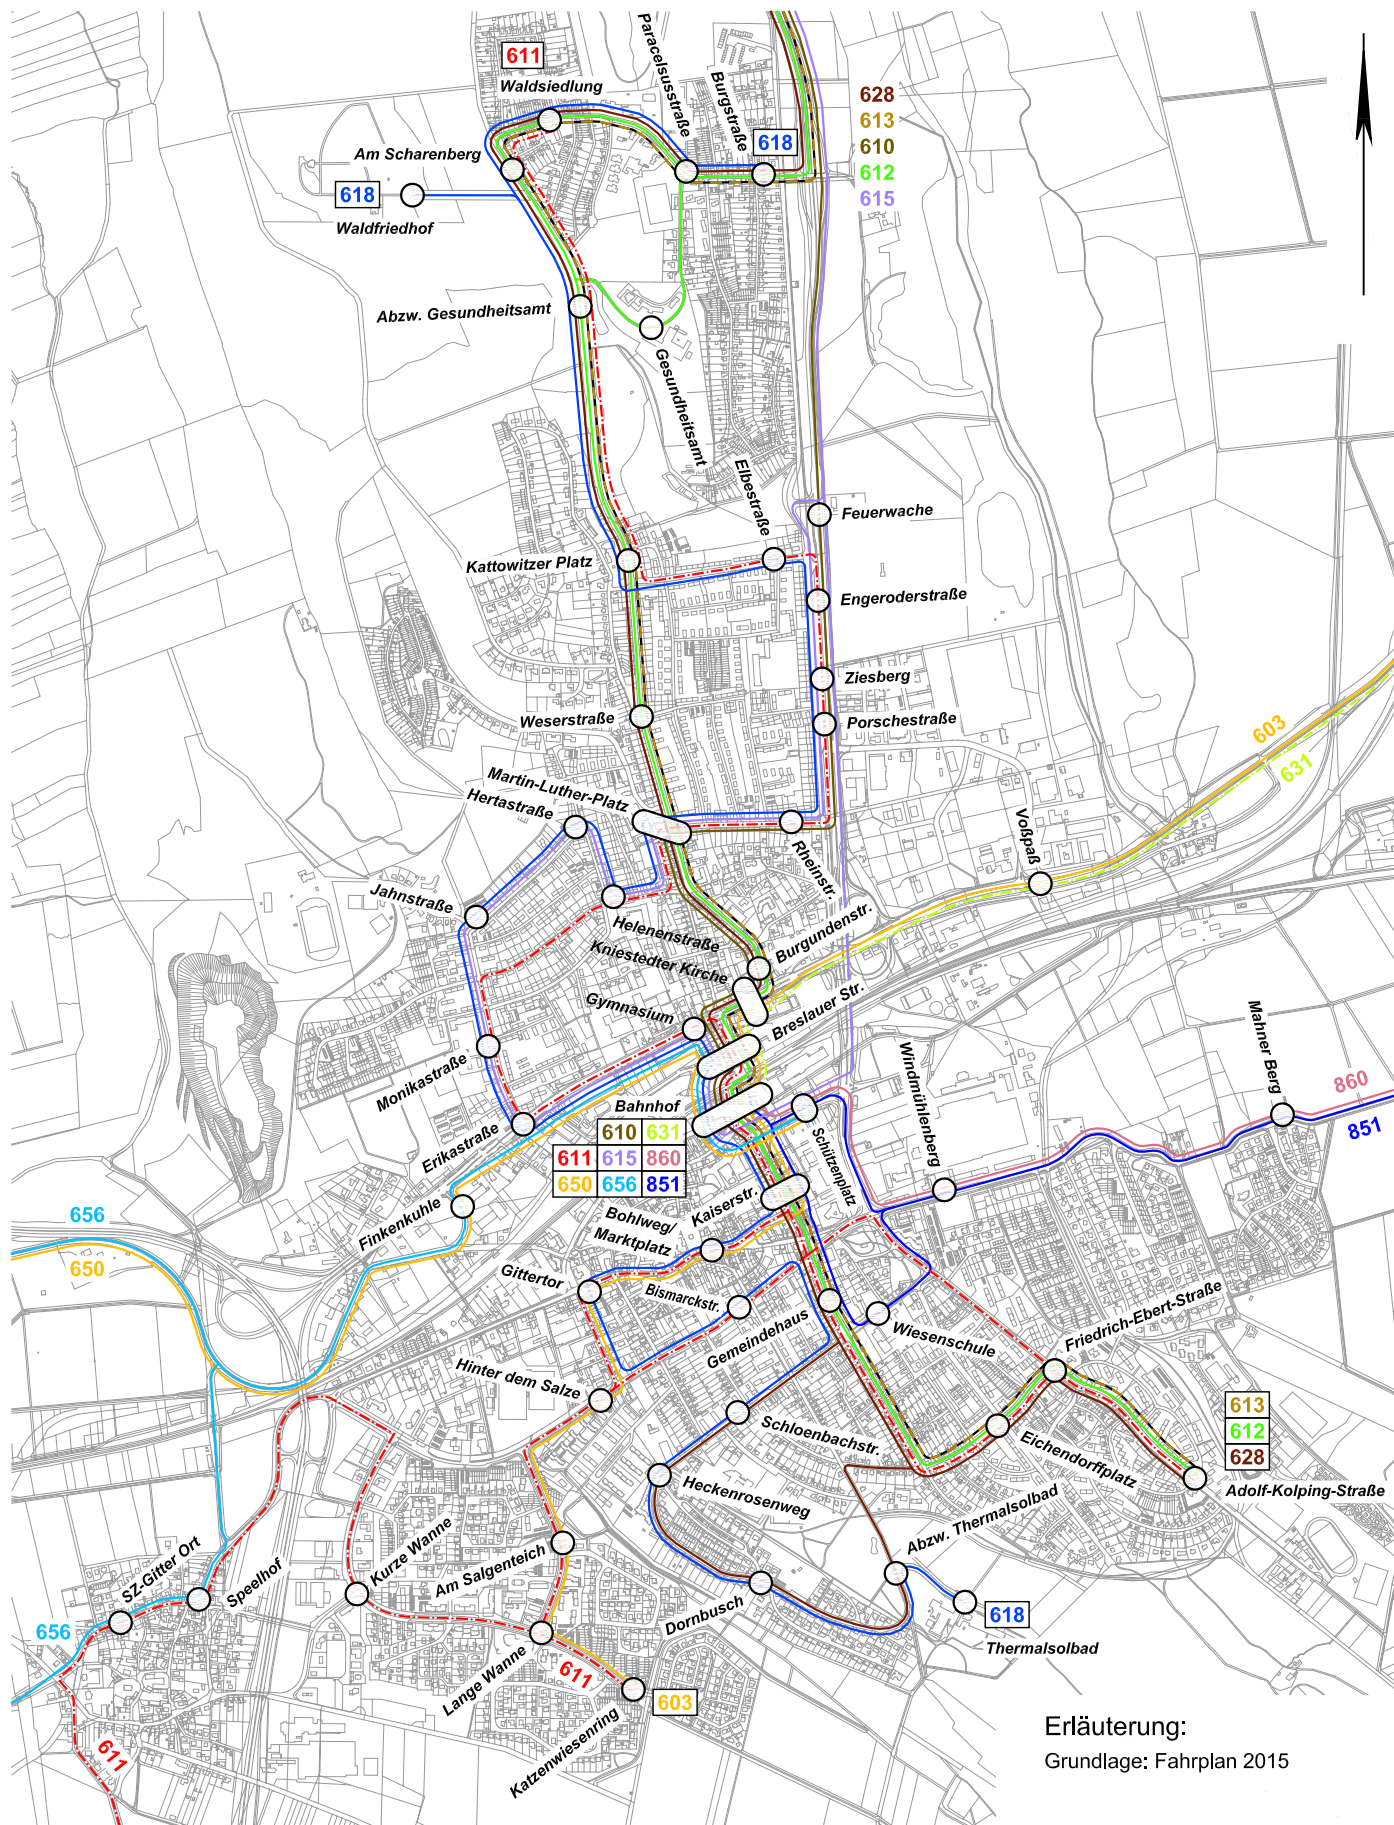 611
Waldsiedlung
Paracelsusstraße
Burgstraße
628
613
610
612
615
618
Am Scharenberg
618
Waldfriedhof
Abzw. Gesundheitsamt
Gesundheitsamt
Elbestraße
Feuerwache
Kattowitzer Platz
Engeroderstraße
Ziesberg
Weserstraße
Porschestraße
603
631
Martin-Luther-Platz
Hertastraße
Voßpaß
Rheinstr.
Jahnstraße
Helenenstraße
Burgundenstr.
Kniestedter Kirche
Gymnasium
Breslauer Str.
Windmühlenberg
Mahner Berg
860
851
Monikastraße
Erikastraße
Bahnhof
610 631
611 615 860
650 656 851
Schützenplatz
Finkenkuhle
656
650
Kaiserstr.
Bohlweg/
Marktplatz
Gittertor
Bismarckstr.
Gemeindehaus
Wiesenschule
Friedrich-Ebert-Straße
Hinter dem Salze
Schloenbachstr.
Eichendorffplatz
613
612
628
Adolf-Kolping-Straße
Heckenrosenweg
Abzw. Thermalsolbad
Kurze Wanne
Am Salgenteich
SZ-Gitter Ort
Speelhof
Dornbusch
618
Thermalsolbad
656
Lange Wanne
611
603
Katzenwiesenring
611
Erläuterung:
Grundlage: Fahrplan 2015